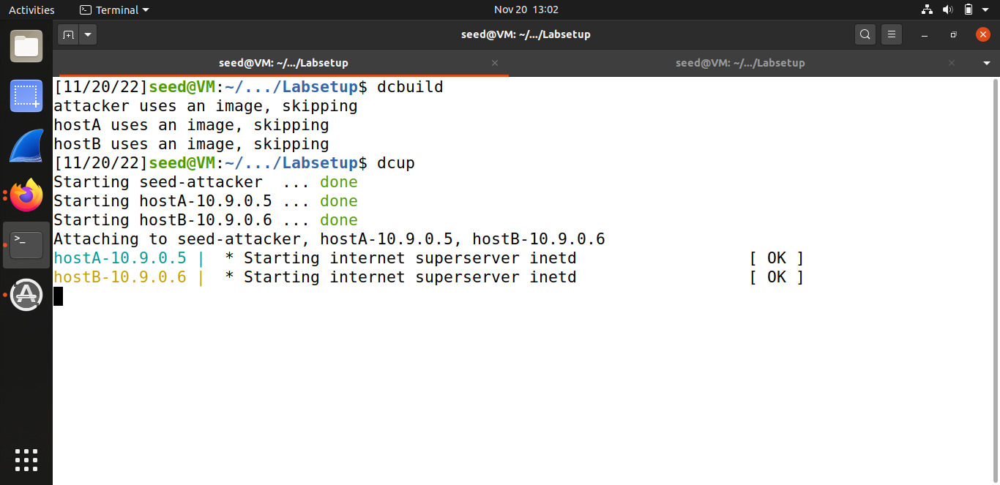 Activities Terminal Nov 20 13:02
seed@VM: ~/.../Labsetup
seed@VM: ~/.../Labsetup seed@VM: ~/.../Labsetup
[11/20/22]seed@VM:~/.../Labsetup$ dcbuild
attacker uses an image, skipping
hostA uses an image, skipping
hostB uses an image, skipping
[11/20/22]seed@VM:~/.../Labsetup$ dcup
Starting seed-attacker  ... done
Starting hostA-10.9.0.5 ... done
Starting hostB-10.9.0.6 ... done
Attaching to seed-attacker, hostA-10.9.0.5, hostB-10.9.0.6
hostA-10.9.0.5 |  * Starting internet superserver inetd                  [ OK ]
hostB-10.9.0.6 |  * Starting internet superserver inetd                  [ OK ]